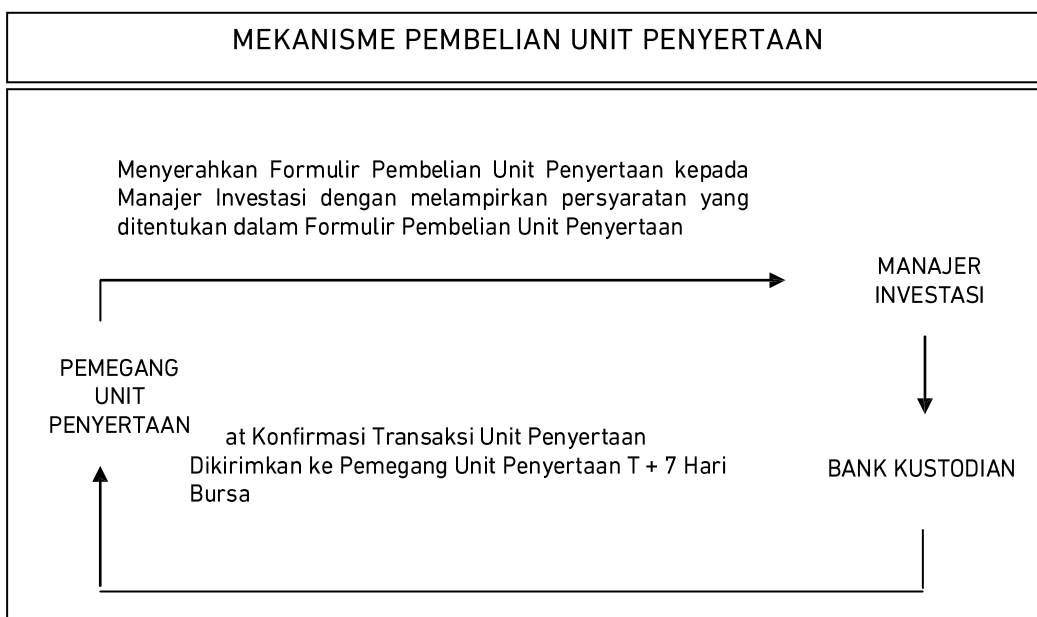 MEKANISME PEMBELIAN UNIT PENYERTAAN
Menyerahkan Formulir Pembelian Unit Penyertaan kepada
Manajer Investasi dengan melampirkan persyaratan yang
ditentukan dalam Formulir Pembelian Unit Penyertaan
MANAJER
INVESTASI
PEMEGANG
UNIT
PENYERTAAN
at Konfirmasi Transaksi Unit Penyertaan
Dikirimkan ke Pemegang Unit Penyertaan T + 7 Hari
Bursa
BANK KUSTODIAN